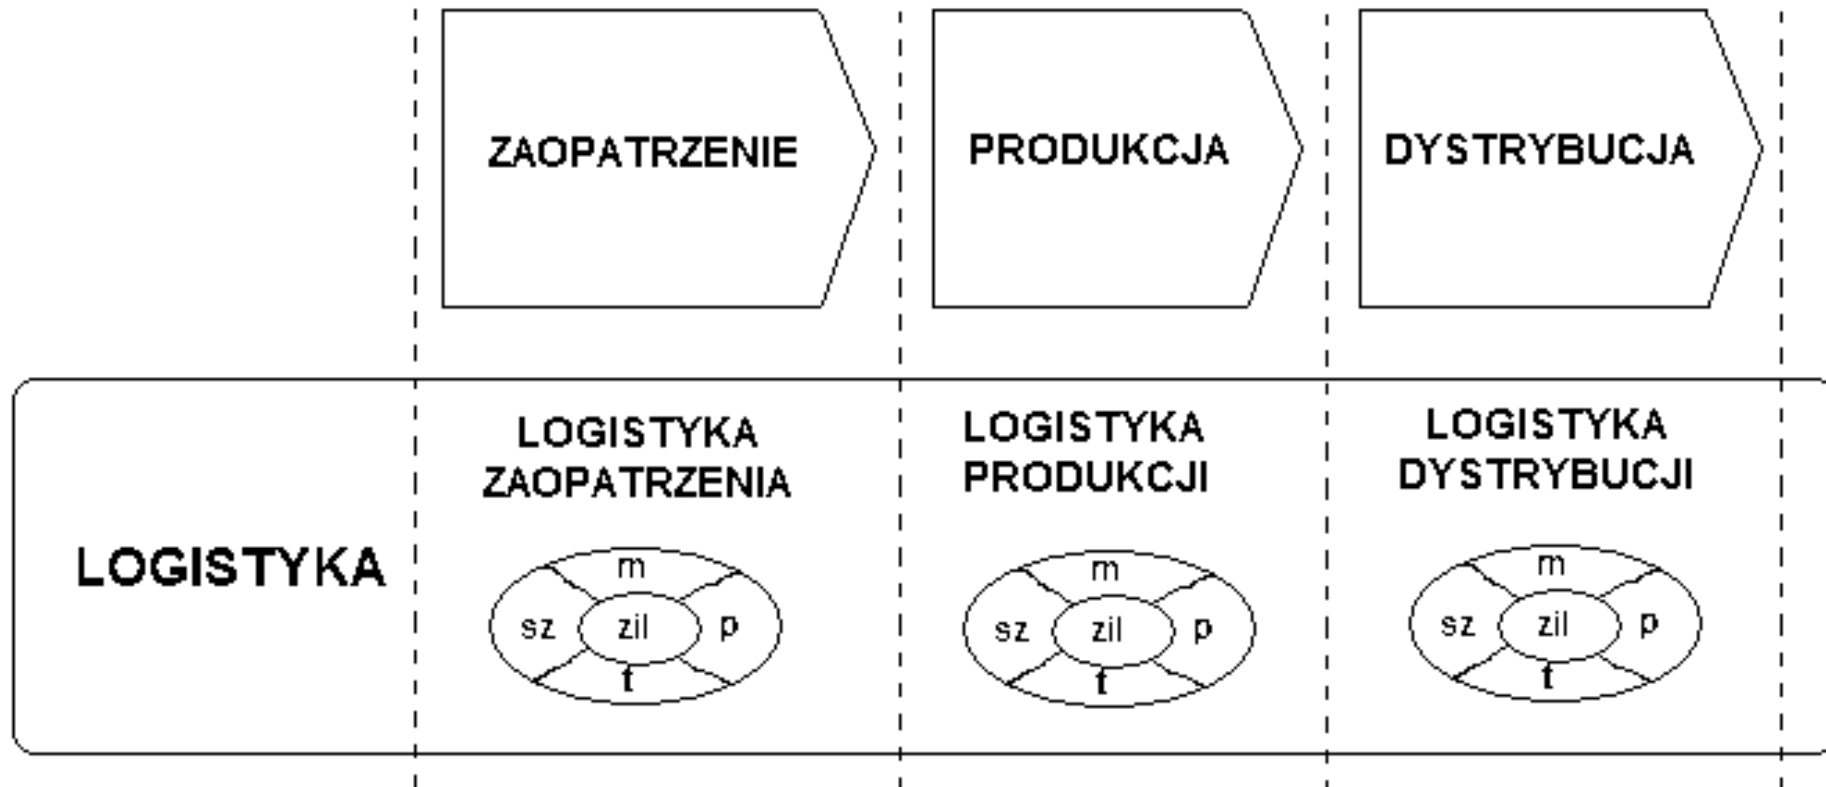 ZAOPATRZENIE
PRODUKCJA
DYSTRYBUCJA
LOGISTYKA
LOGISTYKA
ZAOPATRZENIA
m
sz
zil
p
t
LOGISTYKA
PRODUKCJI
m
sz
zil
p
t
LOGISTYKA
DYSTRYBUCJI
m
sz
zil
p
t